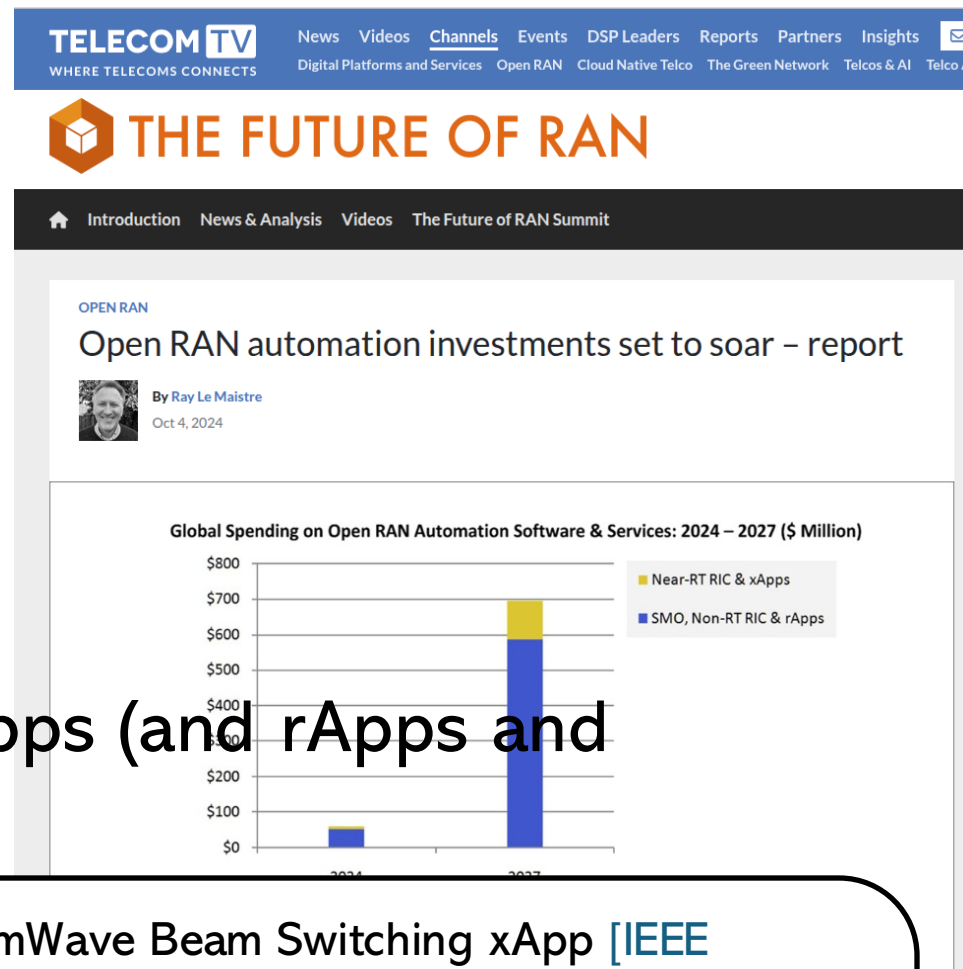 TELECOM TV
WHERE TELECOMS CONNECTS
News Videos Channels Events DSP Leaders Reports Partners Insights
Digital Platforms and Services Open RAN Cloud Native Telco The Green Network Telcos & AI Telco
THE FUTURE OF RAN
Introduction News & Analysis Videos The Future of RAN Summit
OPEN RAN
Open RAN automation investments set to soar – report
By Ray Le Maistre
Oct 4, 2024
Global Spending on Open RAN Automation Software & Services: 2024 – 2027 ($ Million)
$800
Near-RT RIC & xApps
$700
SMO, Non-RT RIC & rApps
$600
$500
$400
pps (and rApps and
$300
$200
$100
$0
2024 2027
mWave Beam Switching xApp [IEEE